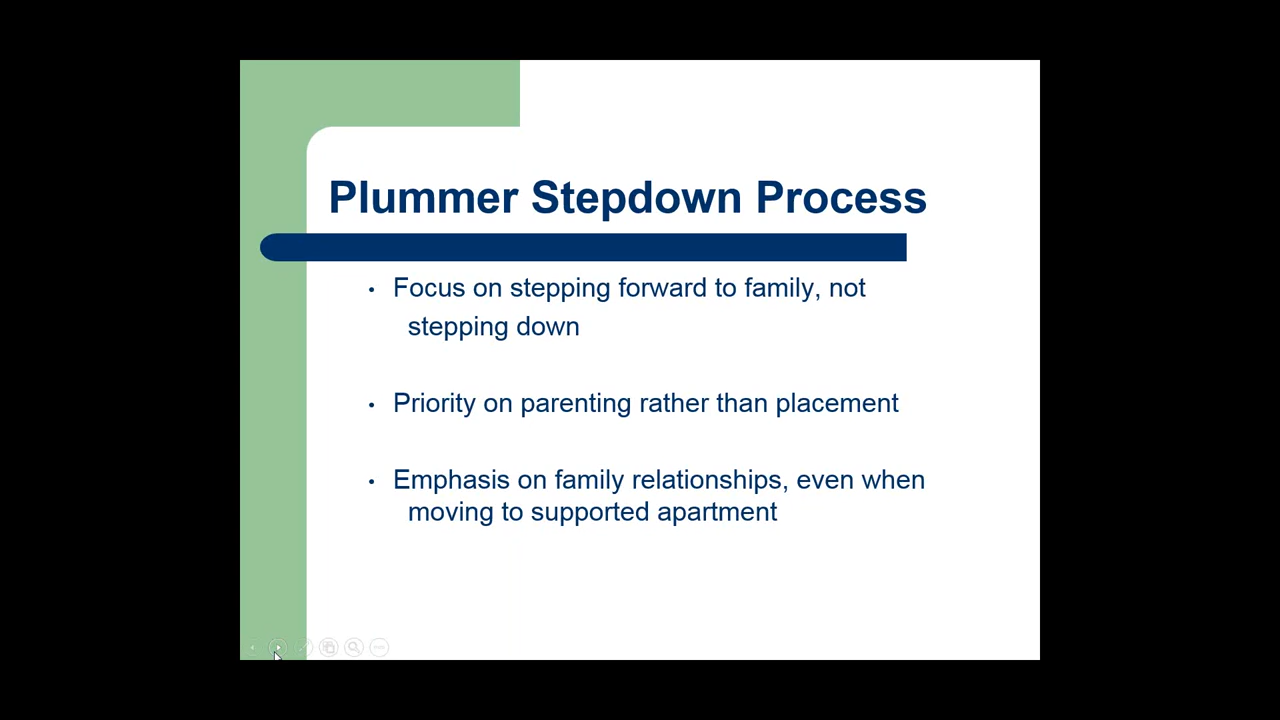 Plummer Stepdown Process
• Focus on stepping forward to family, not
stepping down
• Priority on parenting rather than placement
• Emphasis on family relationships, even when
moving to supported apartment